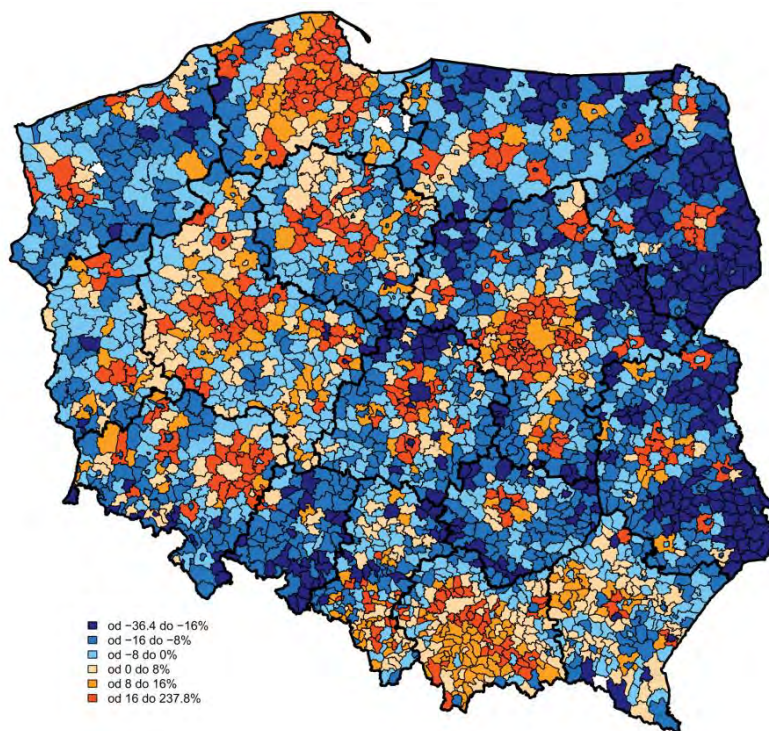 od −36.4 do −16%
od −16 do −8%
od −8 do 0%
od 0 do 8%
od 8 do 16%
od 16 do 237.8%